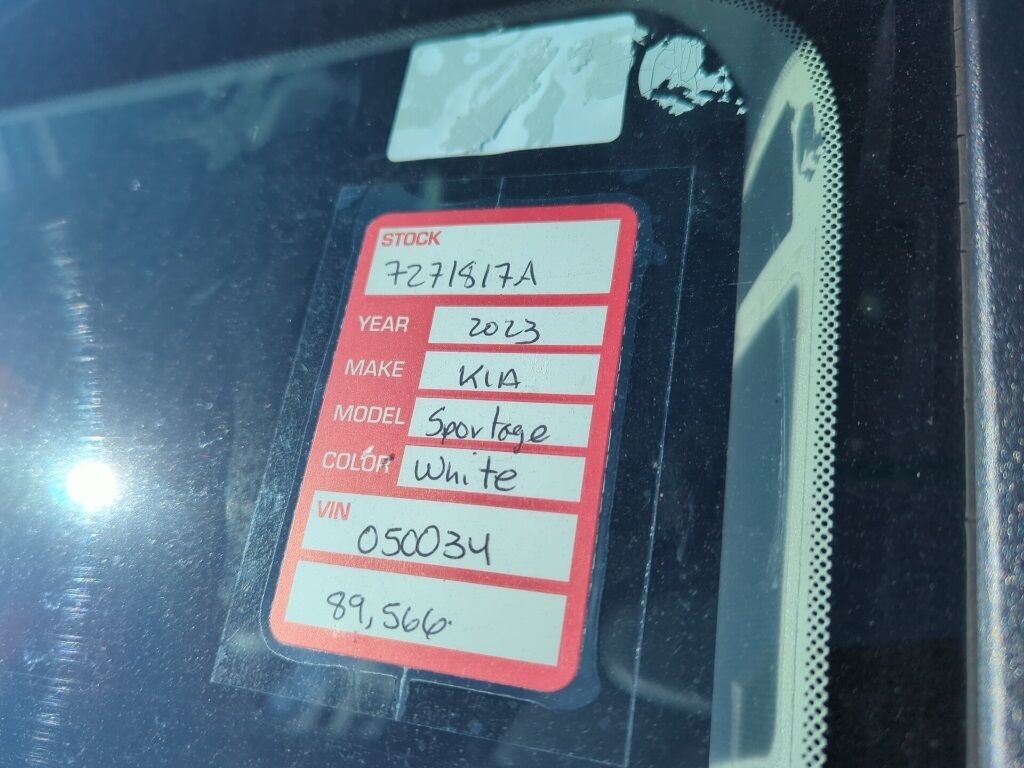 STOCK
7271817A
YEAR 2023
MAKE KIA
MODEL Sportage
COLOR White
VIN
050034
89,566